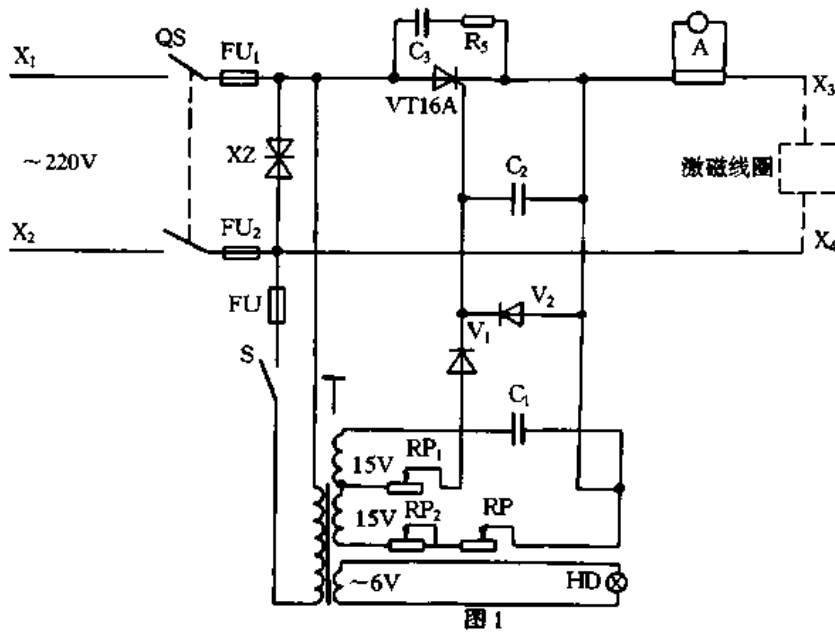 QS
X₁
FU₁
C₃
R₅
A
VT16A
X₃
XZ
~220V
C₂
激磁线圈
X₂
FU₂
X₄
FU
V₂
V₁
S
T
C₁
15V
RP₁
15V
RP₂
RP
~6V
HD
图 1